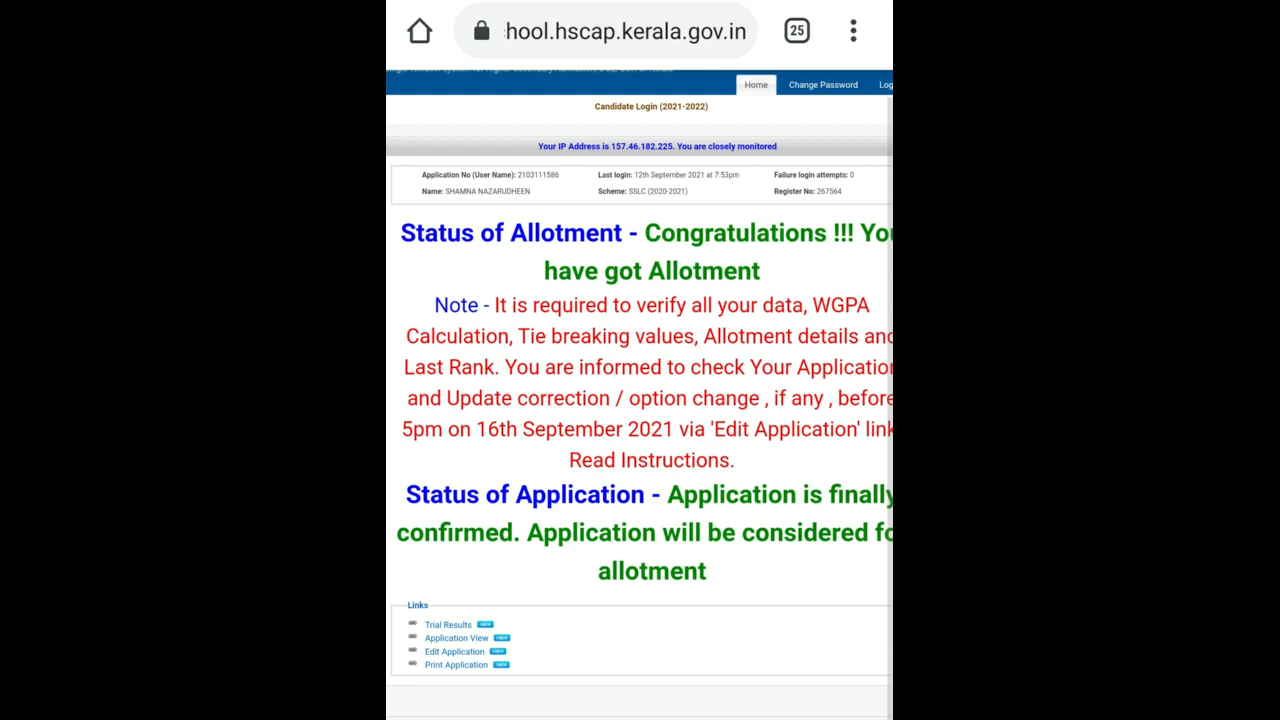 hool.hscap.kerala.gov.in 25
Home Change Password Log
Candidate Login (2021-2022)
Your IP Address is 157.46.182.225. You are closely monitored
Application No (User Name): 2103111586 Last login: 12th September 2021 at 7:53pm Failure login attempts: 0
Name: SHAMNA NAZARUDHEEN Scheme: SSLC (2020-2021) Register No: 267564
Status of Allotment - Congratulations !!! You
have got Allotment
Note - It is required to verify all your data, WGPA
Calculation, Tie breaking values, Allotment details and
Last Rank. You are informed to check Your Application
and Update correction / option change , if any , before
5pm on 16th September 2021 via 'Edit Application' link
Read Instructions.
Status of Application - Application is finally
confirmed. Application will be considered fo
allotment
Links
Trial Results NEW
Application View NEW
Edit Application NEW
Print Application NEW